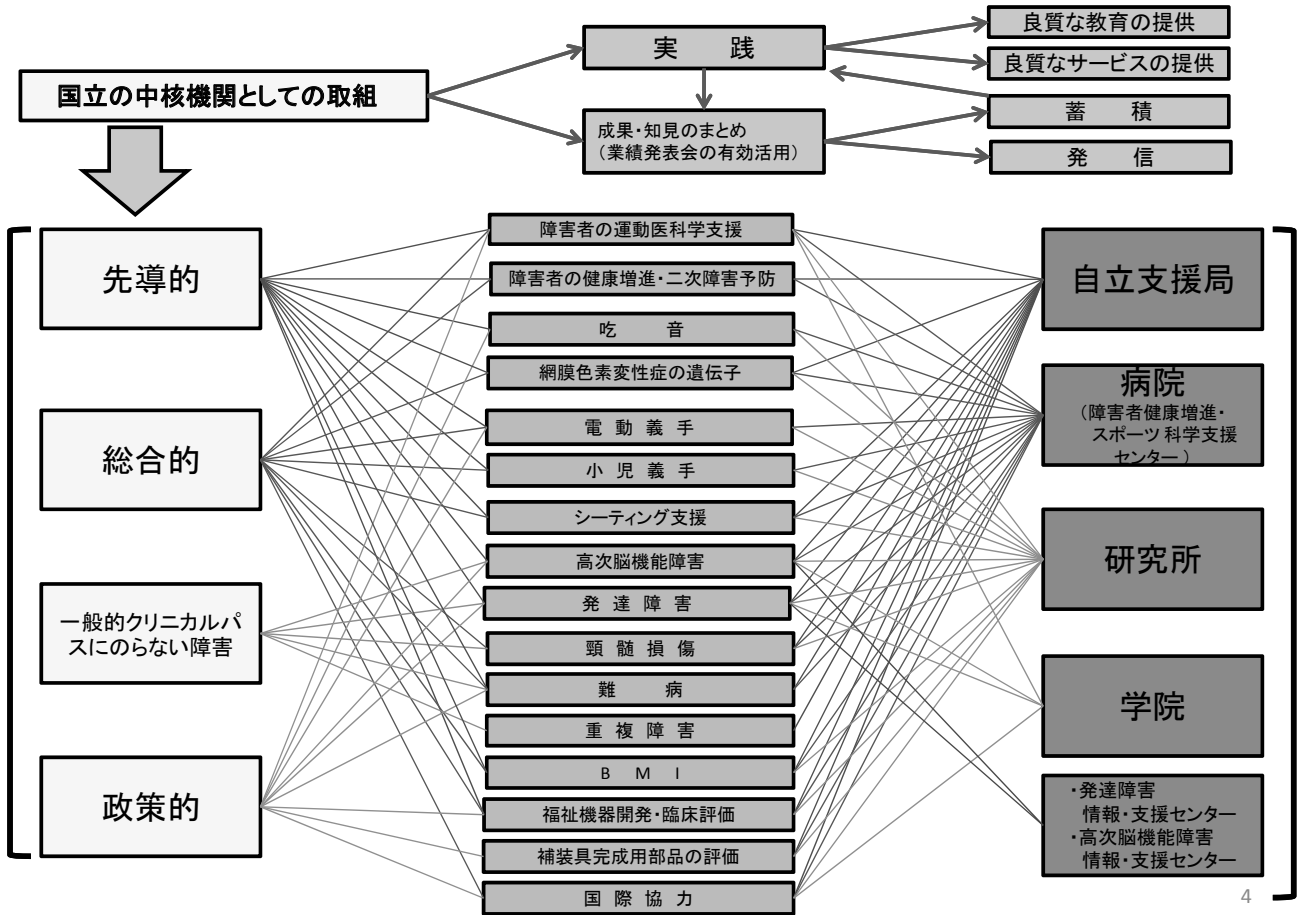 実 践
良質な教育の提供
良質なサービスの提供
国立の中核機関としての取組
成果・知見のまとめ
（業績発表会の有効活用）
蓄 積
発 信
先導的
総合的
一般的クリニカルパ
スにのらない障害
政策的
障害者の運動医科学支援
障害者の健康増進・二次障害予防
吃 音
網膜色素変性症の遺伝子
電 動 義 手
小 児 義 手
シーティング支援
高次脳機能障害
発 達 障 害
頸 髄 損 傷
難 病
重 複 障 害
B M I
福祉機器開発・臨床評価
補装具完成用部品の評価
国 際 協 力
自立支援局
病院
（障害者健康増進・
スポーツ科学支援
センター）
研究所
学院
・発達障害
情報・支援センター
・高次脳機能障害
情報・支援センター
4